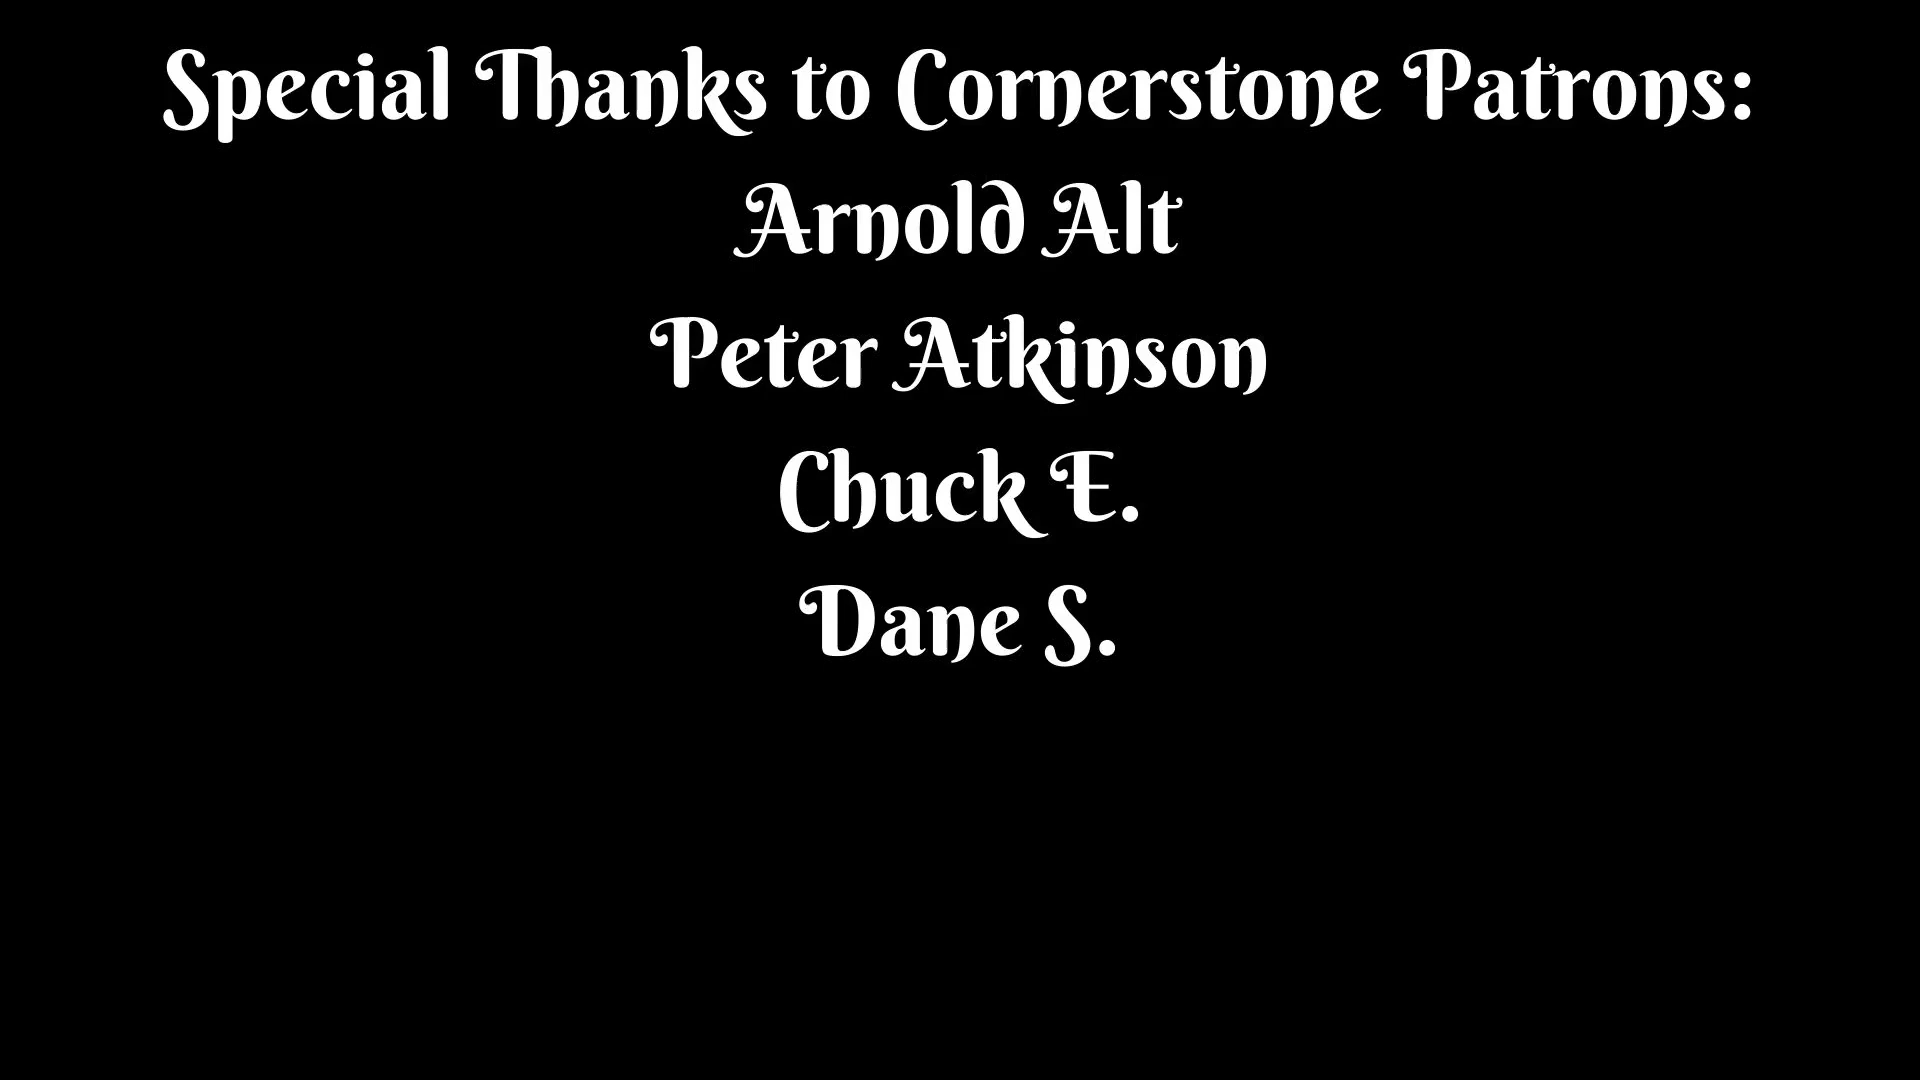 Special Thanks to Cornerstone Patrons:
Arnold Alt
Peter Atkinson
Chuck E.
Dane S.